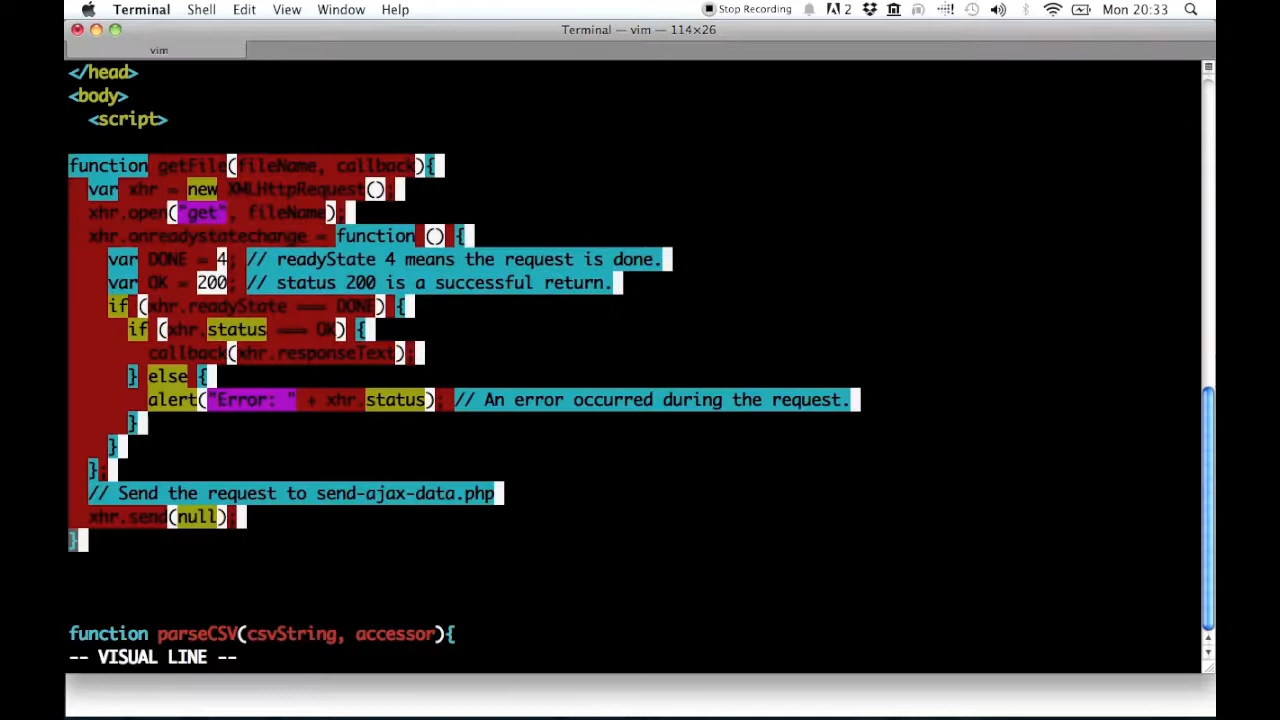 Terminal Shell Edit View Window Help Stop Recording 2 Mon 20:33
Terminal — vim — 114×26
vim
</head>
<body>
<script>
function getFile(fileName, callback){
var xhr = new XMLHttpRequest();
xhr.open("get", fileName);
xhr.onreadystatechange = function () {
var DONE = 4; // readyState 4 means the request is done.
var OK = 200; // status 200 is a successful return.
if (xhr.readyState === DONE) {
if (xhr.status === OK) {
callback(xhr.responseText);
} else {
alert("Error: " + xhr.status); // An error occurred during the request.
}
}
};
// Send the request to send-ajax-data.php
xhr.send(null);
}
function parseCSV(csvString, accessor){
-- VISUAL LINE --